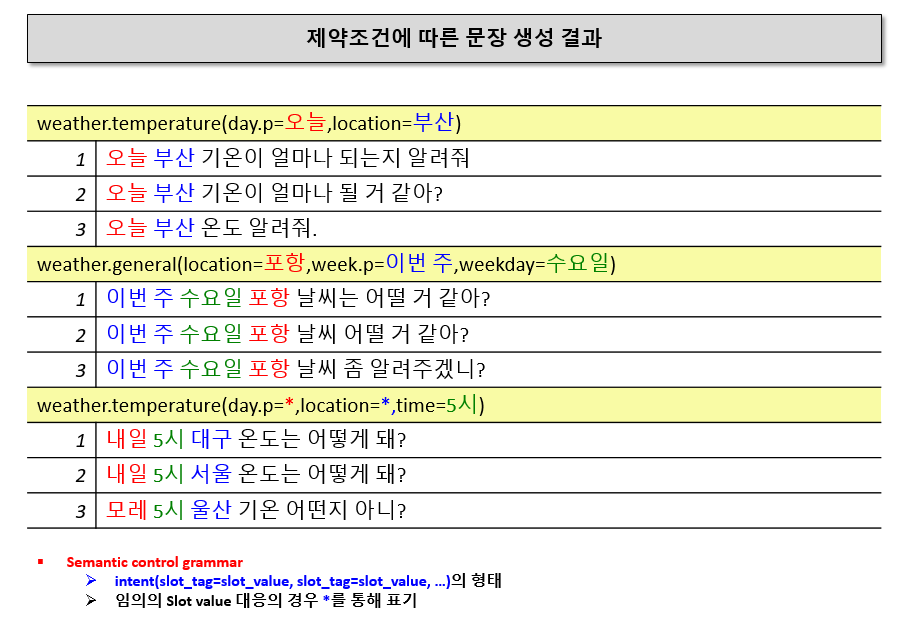 제약조건에 따른 문장 생성 결과
weather.temperature(day.p=오늘,location=부산)
1 오늘 부산 기온이 얼마나 되는지 알려줘
2 오늘 부산 기온이 얼마나 될 거 같아?
3 오늘 부산 온도 알려줘.
weather.general(location=포항,week.p=이번 주,weekday=수요일)
1 이번 주 수요일 포항 날씨는 어떨 거 같아?
2 이번 주 수요일 포항 날씨 어떨 거 같아?
3 이번 주 수요일 포항 날씨 좀 알려주겠니?
weather.temperature(day.p=*,location=*,time=5시)
1 내일 5시 대구 온도는 어떻게 돼?
2 내일 5시 서울 온도는 어떻게 돼?
3 모레 5시 울산 기온 어떤지 아니?
▪ Semantic control grammar
➢ intent(slot_tag=slot_value, slot_tag=slot_value, …)의 형태
➢ 임의의 Slot value 대응의 경우 *를 통해 표기